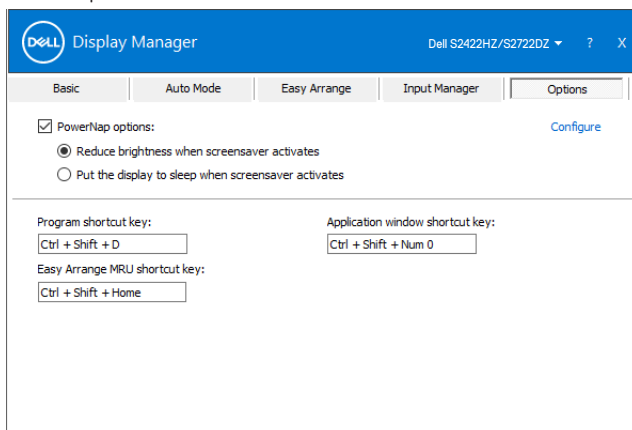 DELL Display Manager Dell S2422HZ/S2722DZ ? X
Basic Auto Mode Easy Arrange Input Manager Options
PowerNap options: Configure
Reduce brightness when screensaver activates
Put the display to sleep when screensaver activates
Program shortcut key: Application window shortcut key:
Ctrl + Shift + D Ctrl + Shift + Num 0
Easy Arrange MRU shortcut key:
Ctrl + Shift + Home